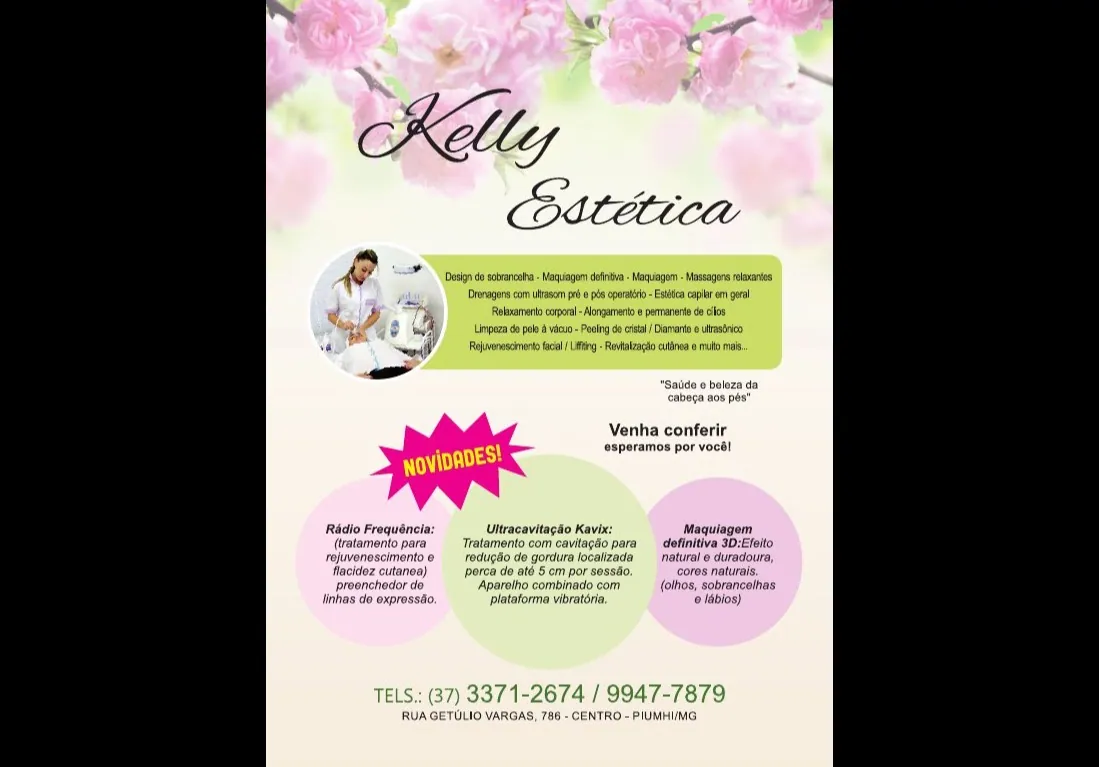 Kelly
Estética
Design de sobrancelha - Maquiagem definitiva - Maquiagem - Massagens relaxantes
Drenagens com ultrasom pré e pós operatório - Estética capilar em geral
Relaxamento corporal - Alongamento e permanente de cílios
Limpeza de pele à vácuo - Peeling de cristal / Diamante e ultrasônico
Rejuvenescimento facial / Liffiting - Revitalização cutânea e muito mais...
"Saúde e beleza da
cabeça aos pés"
Venha conferir
esperamos por você!
NOVIDADES!
Rádio Frequência:
(tratamento para
rejuvenescimento e
flacidez cutanea)
preenchedor de
linhas de expressão.
Ultracavitação Kavix:
Tratamento com cavitação para
redução de gordura localizada
perca de até 5 cm por sessão.
Aparelho combinado com
plataforma vibratória.
Maquiagem
definitiva 3D:Efeito
natural e duradoura,
cores naturais.
(olhos, sobrancelhas
e lábios)
TELS.: (37) 3371-2674 / 9947-7879
RUA GETÚLIO VARGAS, 786 - CENTRO - PIUMHI/MG